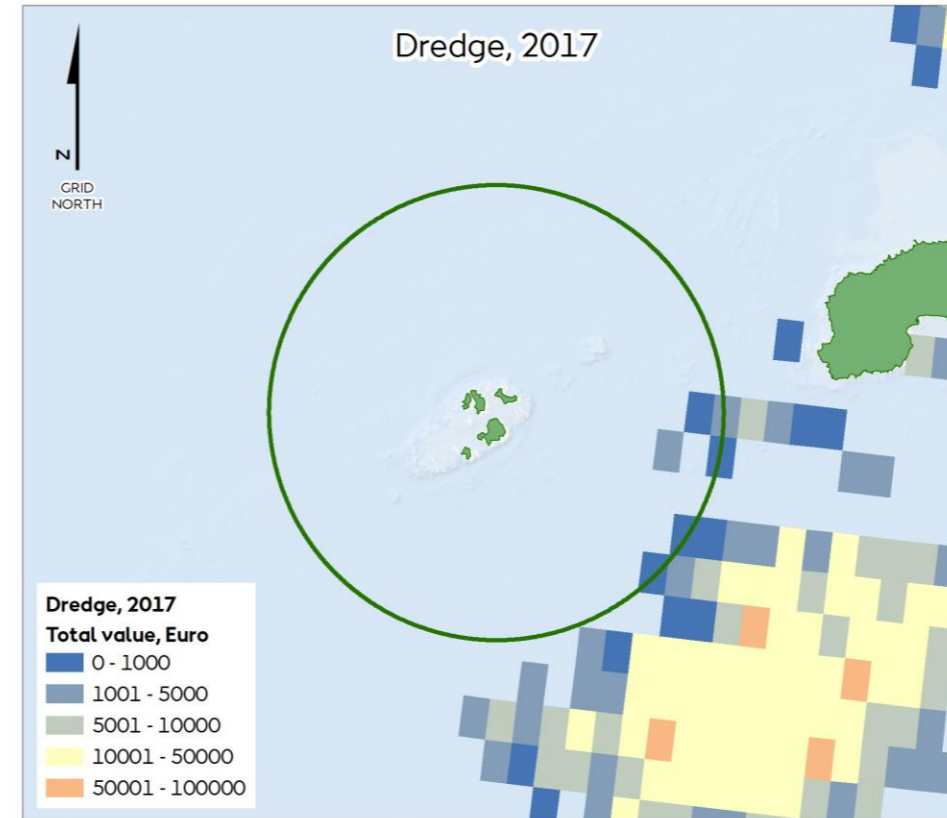 Dredge, 2017
N
GRID
NORTH
Dredge, 2017
Total value, Euro
0 - 1000
1001 - 5000
5001 - 10000
10001 - 50000
50001 - 100000